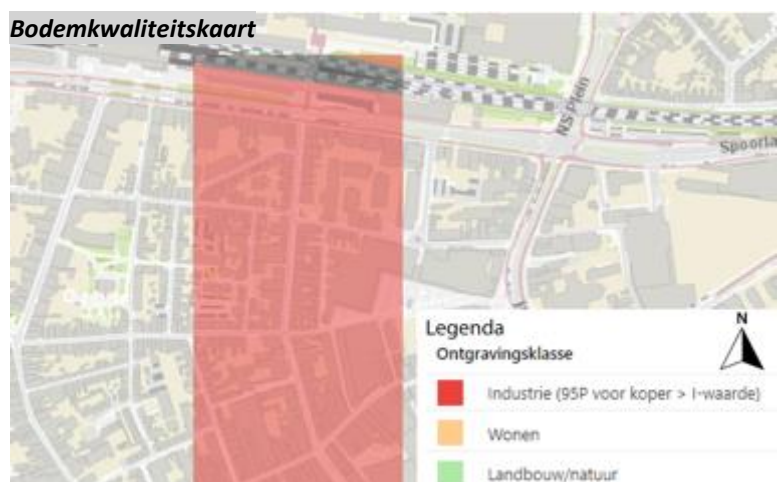 Bodemkwaliteitskaart
NS Plein
Spoorla
Legenda
N
Ontgravingsklasse
Industrie (95P voor koper > I-waarde)
Wonen
Landbouw/natuur